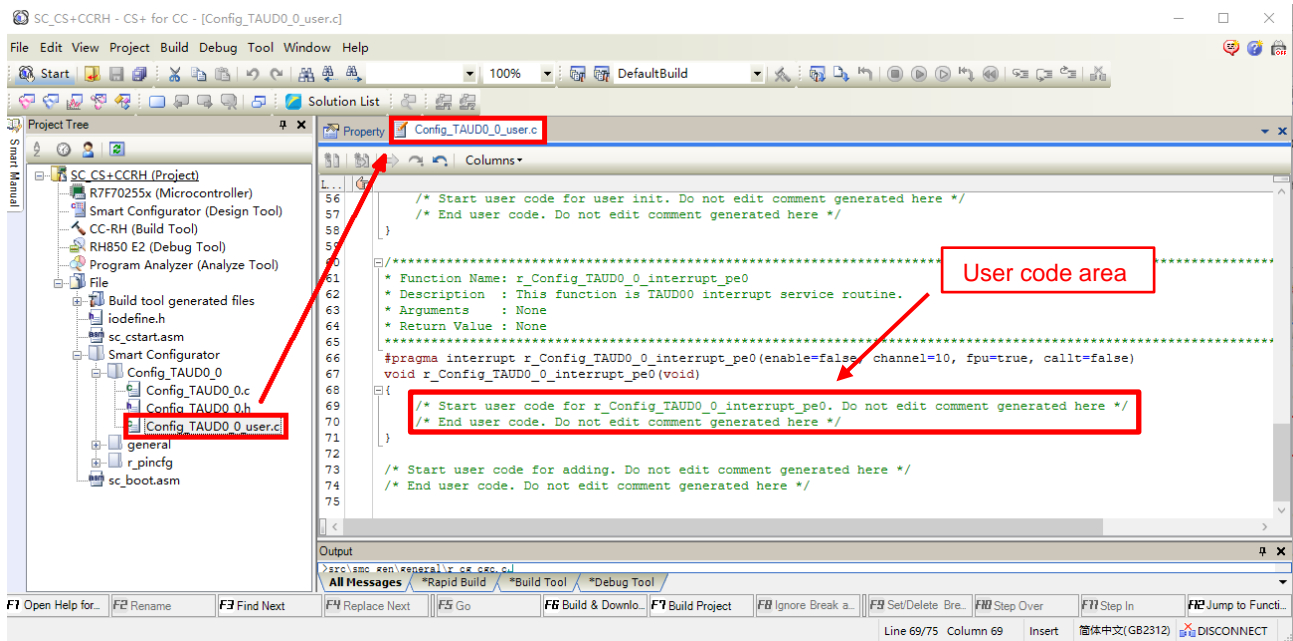 SC_CS+CCRH - CS+ for CC - [Config_TAUD0_0_user.c]
File Edit View Project Build Debug Tool Window Help
Start 100% DefaultBuild
Solution List
Smart Manual
Project Tree
SC_CS+CCRH (Project)
R7F70255x (Microcontroller)
Smart Configurator (Design Tool)
CC-RH (Build Tool)
RH850 E2 (Debug Tool)
Program Analyzer (Analyze Tool)
File
Build tool generated files
iodefine.h
sc_cstart.asm
Smart Configurator
Config_TAUD0_0
Config_TAUD0_0.c
Config_TAUD0_0.h
Config_TAUD0_0_user.c
general
r_pincfg
sc_boot.asm
Property Config_TAUD0_0_user.c
Columns
L...
56 /* Start user code for user init. Do not edit comment generated here */
57 /* End user code. Do not edit comment generated here */
58 }
59
60 /***********************************************************************************************************************
61 * Function Name: r_Config_TAUD0_0_interrupt_pe0
62 * Description : This function is TAUD00 interrupt service routine.
63 * Arguments : None
64 * Return Value : None
65 ***********************************************************************************************************************
66 #pragma interrupt r_Config_TAUD0_0_interrupt_pe0(enable=false, channel=10, fpu=true, callt=false)
67 void r_Config_TAUD0_0_interrupt_pe0(void)
68 {
69 /* Start user code for r_Config_TAUD0_0_interrupt_pe0. Do not edit comment generated here */
70 /* End user code. Do not edit comment generated here */
71 }
72
73 /* Start user code for adding. Do not edit comment generated here */
74 /* End user code. Do not edit comment generated here */
75
User code area
Output
>src\smc_gen\general\r_cg_cgc.c
All Messages *Rapid Build *Build Tool *Debug Tool
F1 Open Help for... F2 Rename F3 Find Next F4 Replace Next F5 Go F6 Build & Downlo... F7 Build Project F8 Ignore Break a... F9 Set/Delete Bre... F10 Step Over F11 Step In F12 Jump to Functi...
Line 69/75 Column 69 Insert 简体中文(GB2312) DISCONNECT